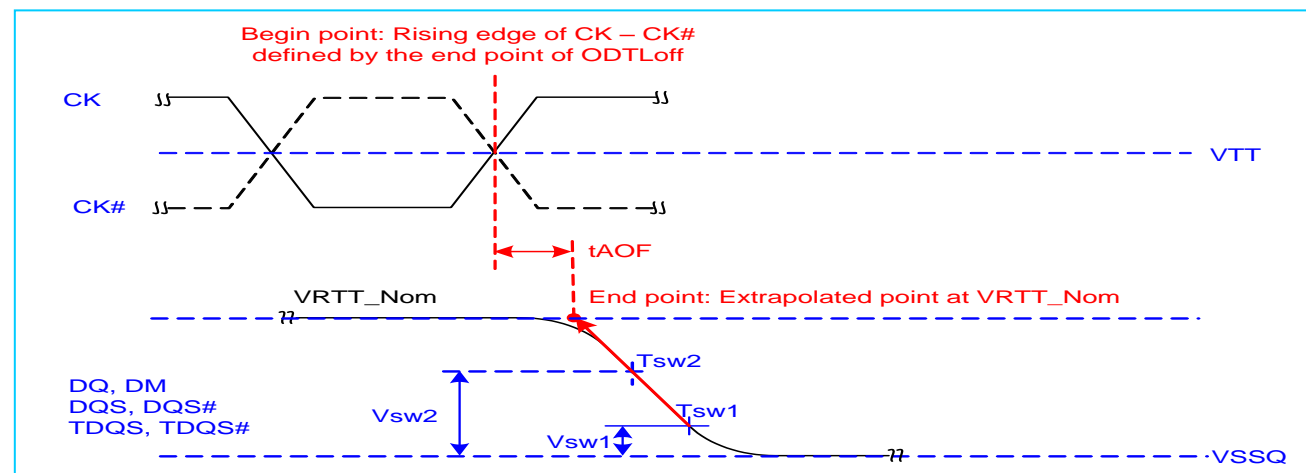 Begin point: Rising edge of CK – CK#
defined by the end point of ODTLoff
CK
VTT
CK#
tAOF
VRTT_Nom
End point: Extrapolated point at VRTT_Nom
Tsw2
DQ, DM
DQS, DQS#
TDQS, TDQS#
Vsw2
Tsw1
Vsw1
VSSQ